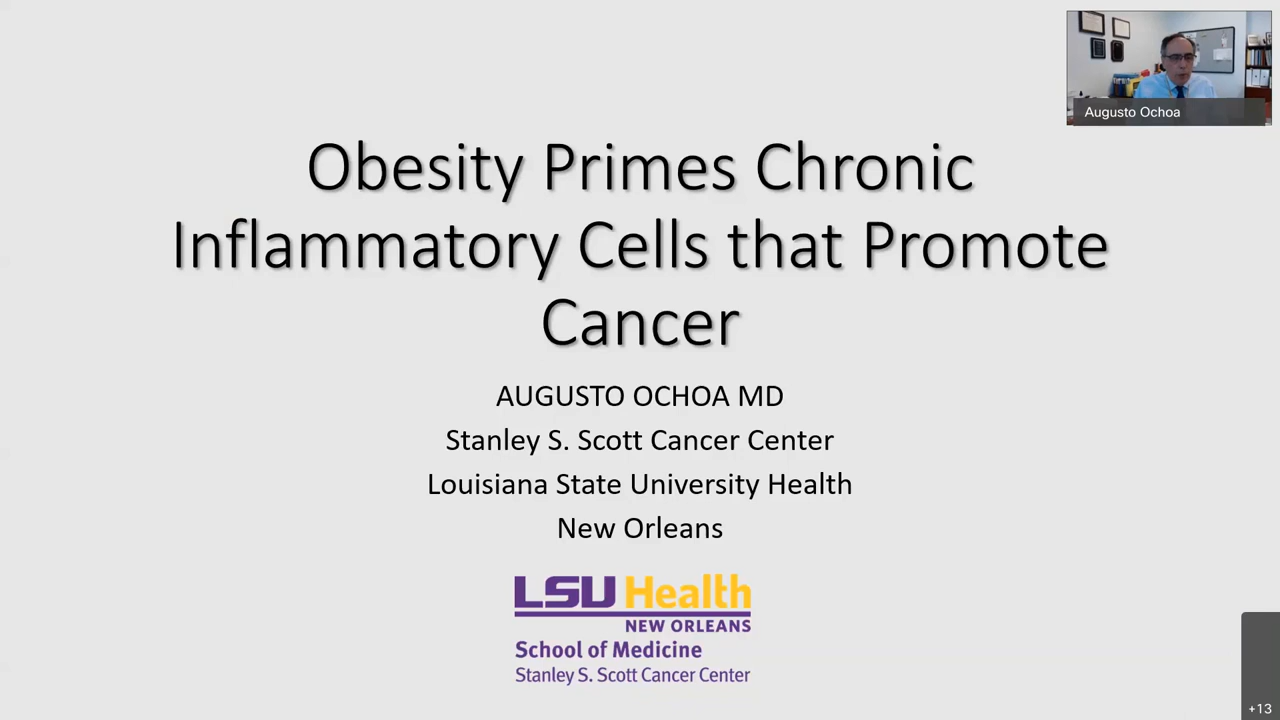 Augusto Ochoa
Obesity Primes Chronic
Inflammatory Cells that Promote
Cancer
AUGUSTO OCHOA MD
Stanley S. Scott Cancer Center
Louisiana State University Health
New Orleans
LSU Health
NEW ORLEANS
School of Medicine
Stanley S. Scott Cancer Center
+13